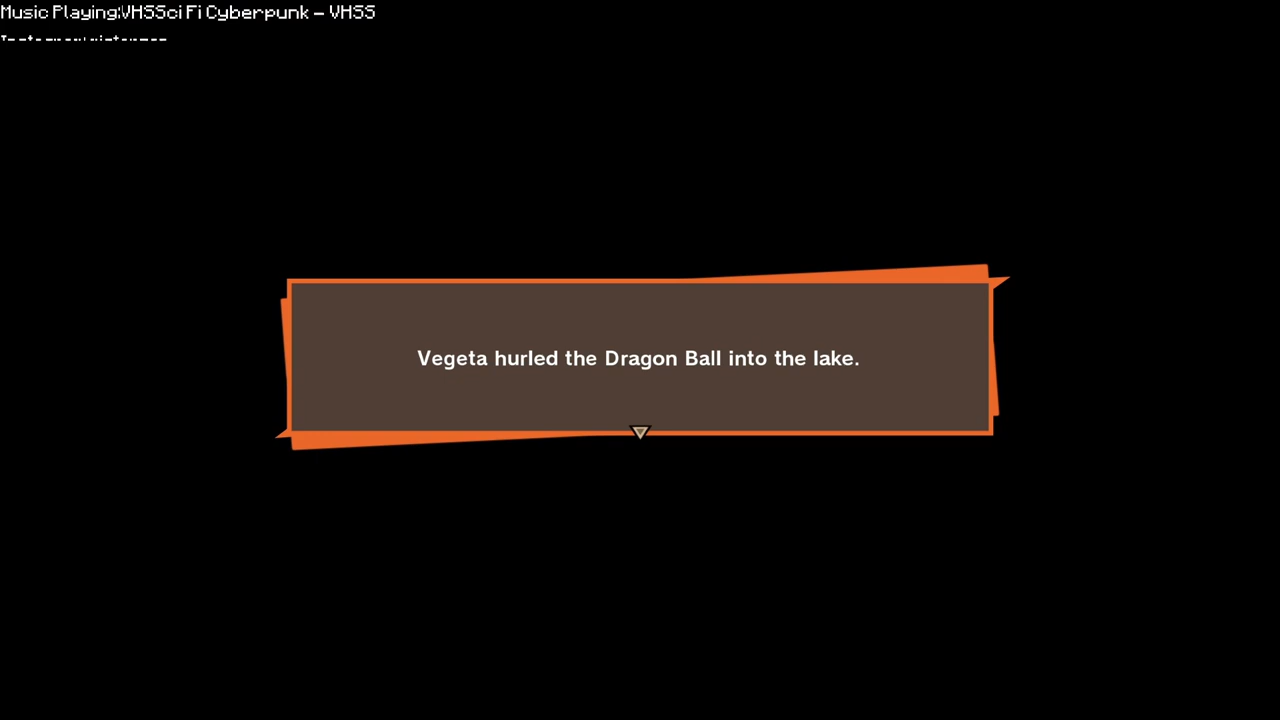 Music Playing:VHSSci Fi Cyberpunk – VHSS
Vegeta hurled the Dragon Ball into the lake.